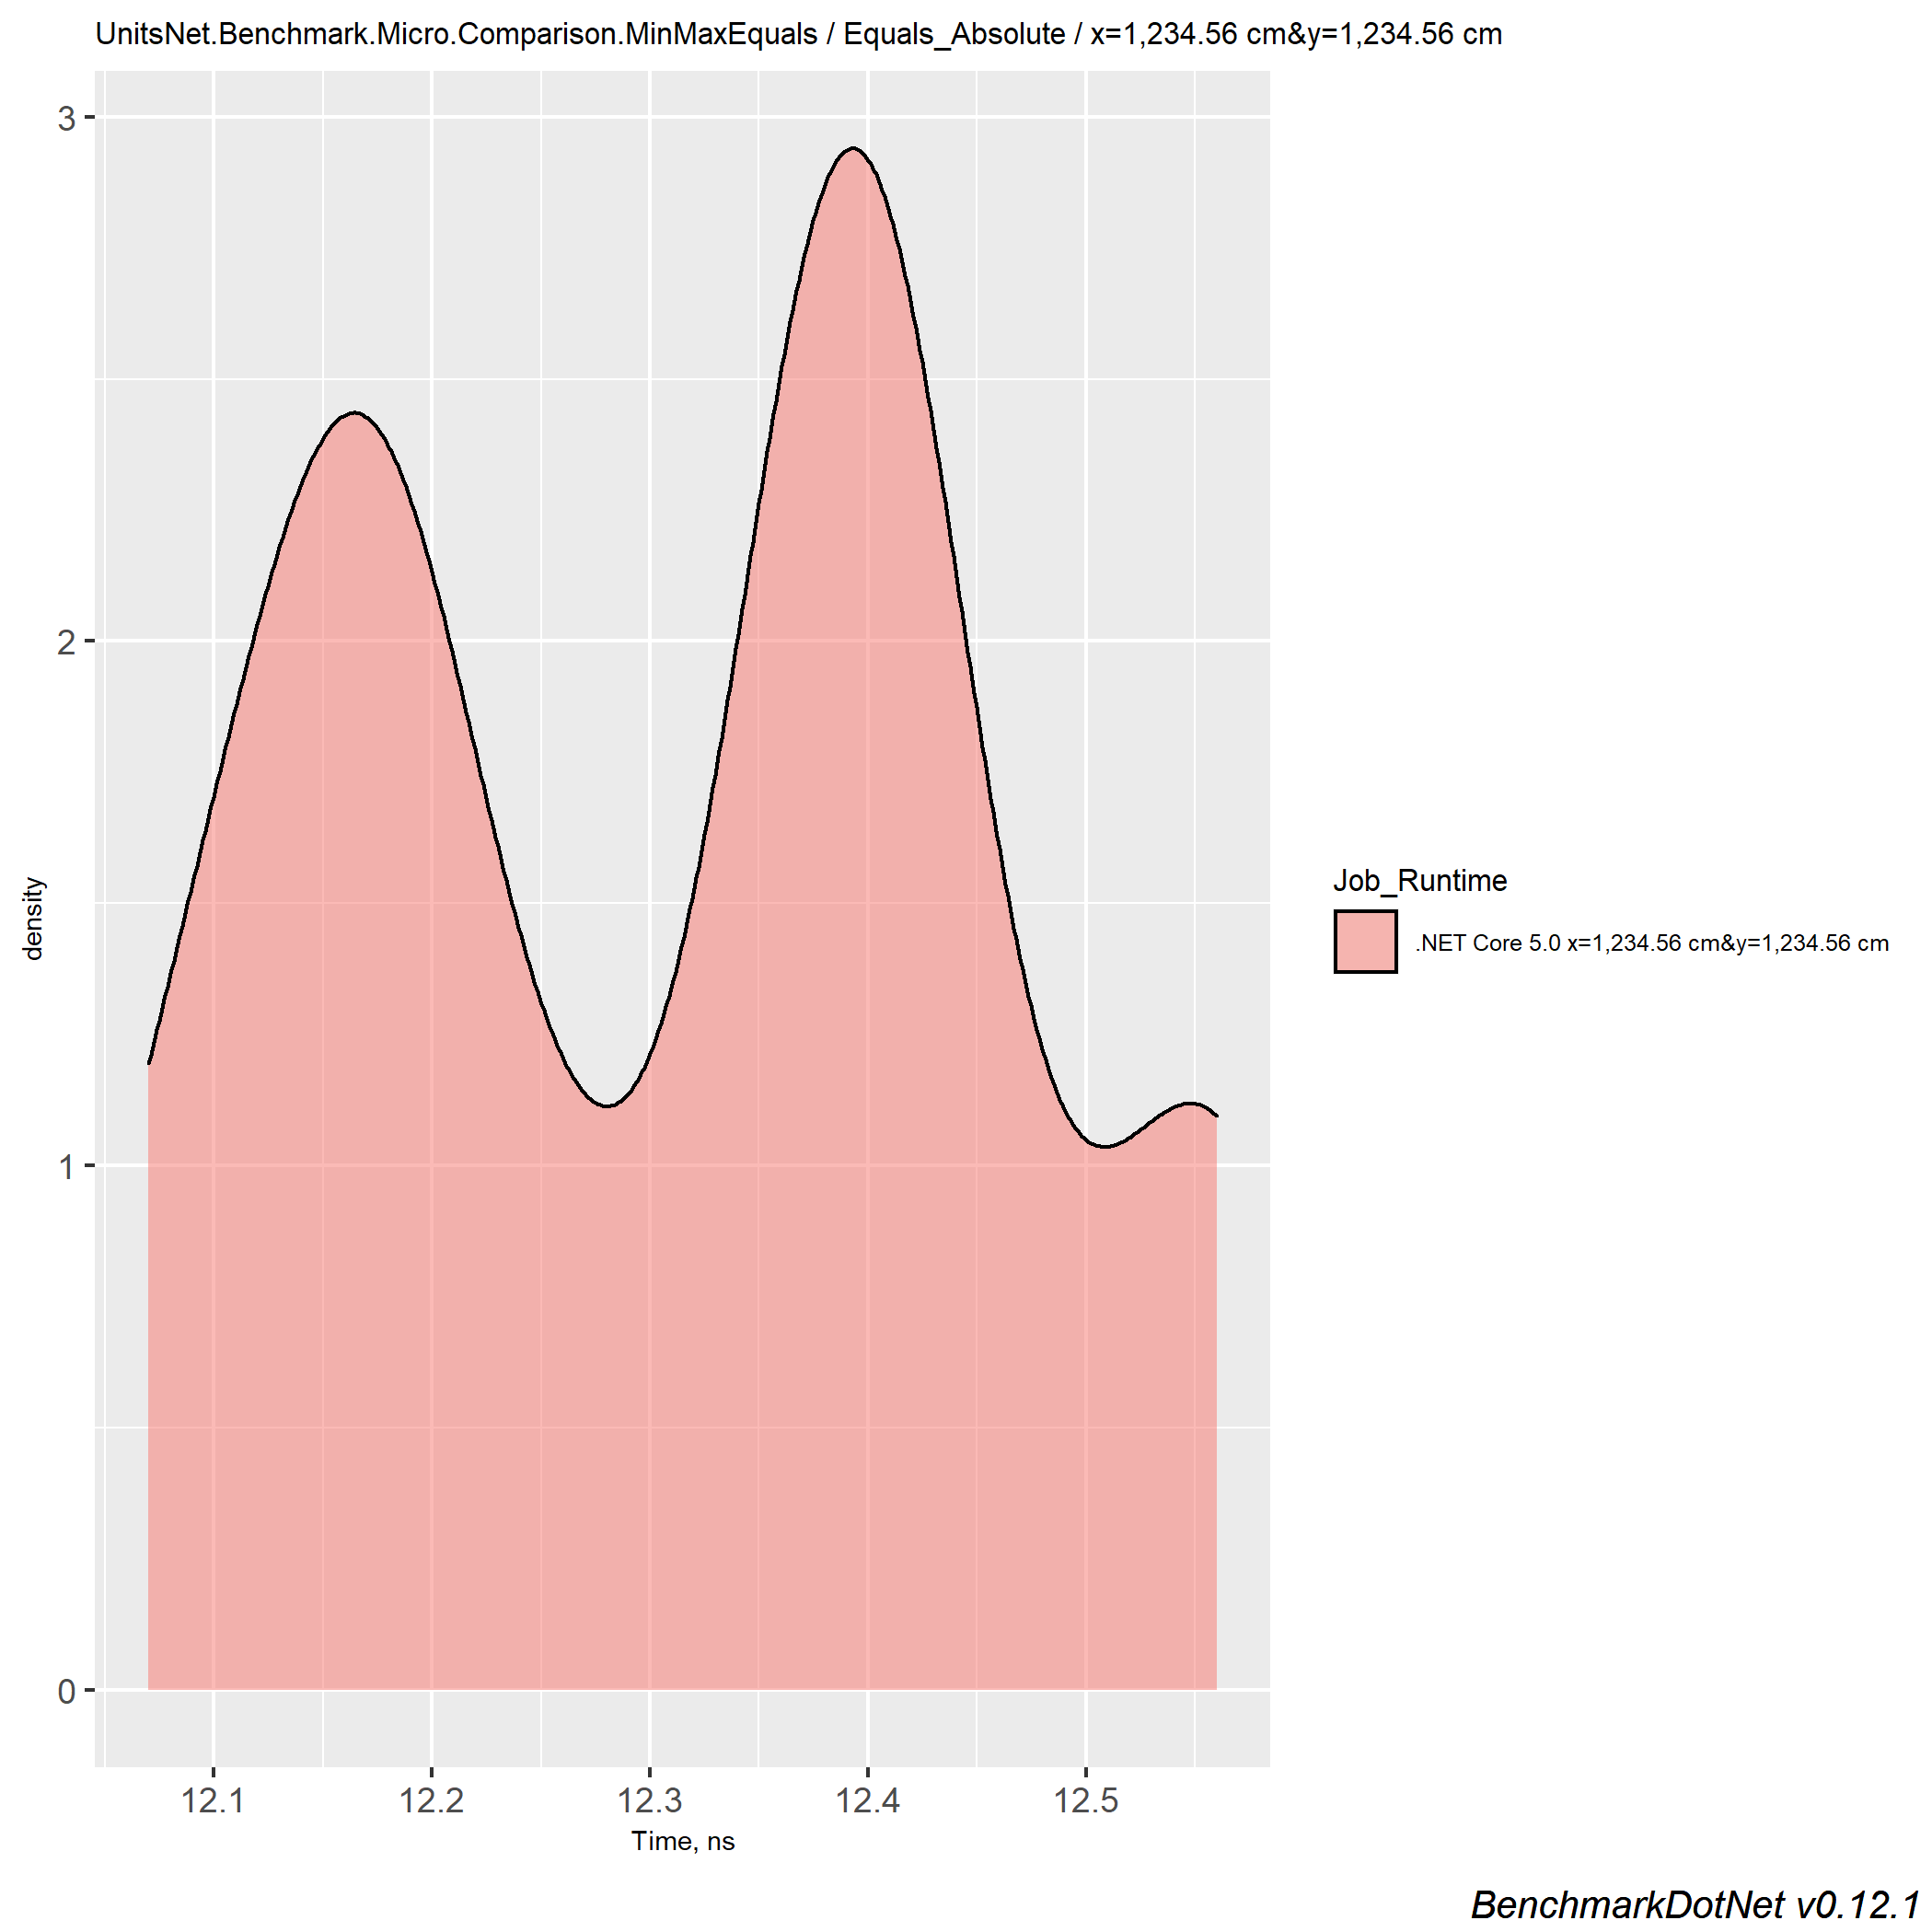 UnitsNet.Benchmark.Micro.Comparison.MinMaxEquals / Equals_Absolute / x=1,234.56 cm&y=1,234.56 cm
3
2
1
0
density
12.1 12.2 12.3 12.4 12.5
Time, ns
Job_Runtime
.NET Core 5.0 x=1,234.56 cm&y=1,234.56 cm
BenchmarkDotNet v0.12.1